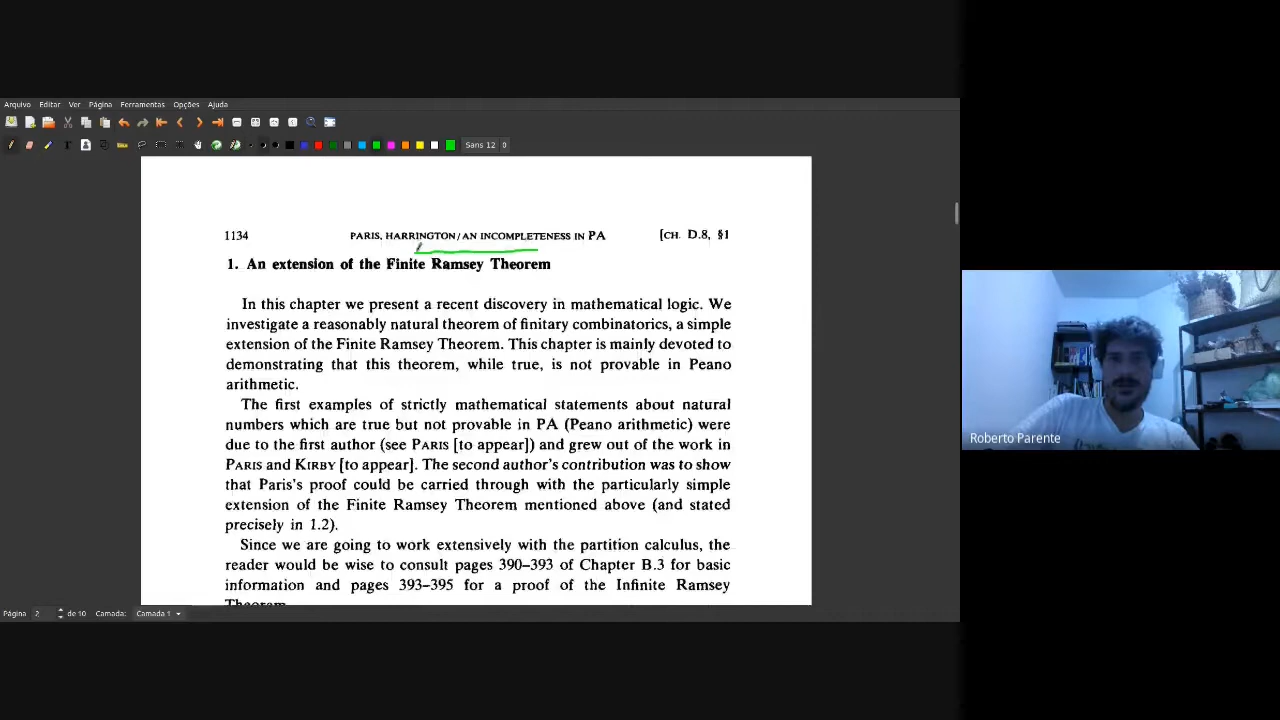 Arquivo Editar Ver Página Ferramentas Opções Ajuda
Sans 12
1134 PARIS, HARRINGTON/AN INCOMPLETENESS IN PA [CH. D.8, §1
1. An extension of the Finite Ramsey Theorem
In this chapter we present a recent discovery in mathematical logic. We
investigate a reasonably natural theorem of finitary combinatorics, a simple
extension of the Finite Ramsey Theorem. This chapter is mainly devoted to
demonstrating that this theorem, while true, is not provable in Peano
arithmetic.
The first examples of strictly mathematical statements about natural
numbers which are true but not provable in PA (Peano arithmetic) were
due to the first author (see PARIS [to appear]) and grew out of the work in
PARIS and KIRBY [to appear]. The second author's contribution was to show
that Paris's proof could be carried through with the particularly simple
extension of the Finite Ramsey Theorem mentioned above (and stated
precisely in 1.2).
Since we are going to work extensively with the partition calculus, the
reader would be wise to consult pages 390–393 of Chapter B.3 for basic
information and pages 393–395 for a proof of the Infinite Ramsey
Theorem
Página 2 de 10 Camada: Camada 1
Roberto Parente